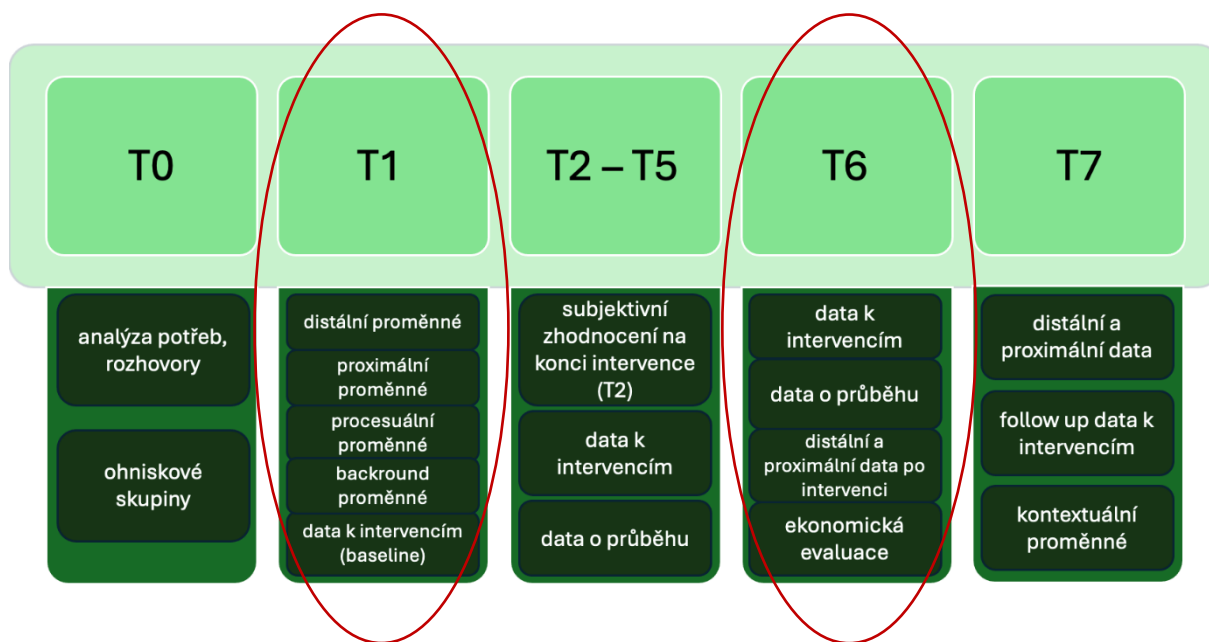 T0
T1
T2 – T5
T6
T7
analýza potřeb,
rozhovory
ohniskové
skupiny
distální proměnné
proximální
proměnné
procesuální
proměnné
backround
proměnné
data k intervencím
(baseline)
subjektivní
zhodnocení na
konci intervence
(T2)
data k
intervencím
data o průběhu
data k
intervencím
data o průběhu
distální a
proximální data po
intervenci
ekonomická
evaluace
distální a
proximální data
follow up data k
intervencím
kontextuální
proměnné